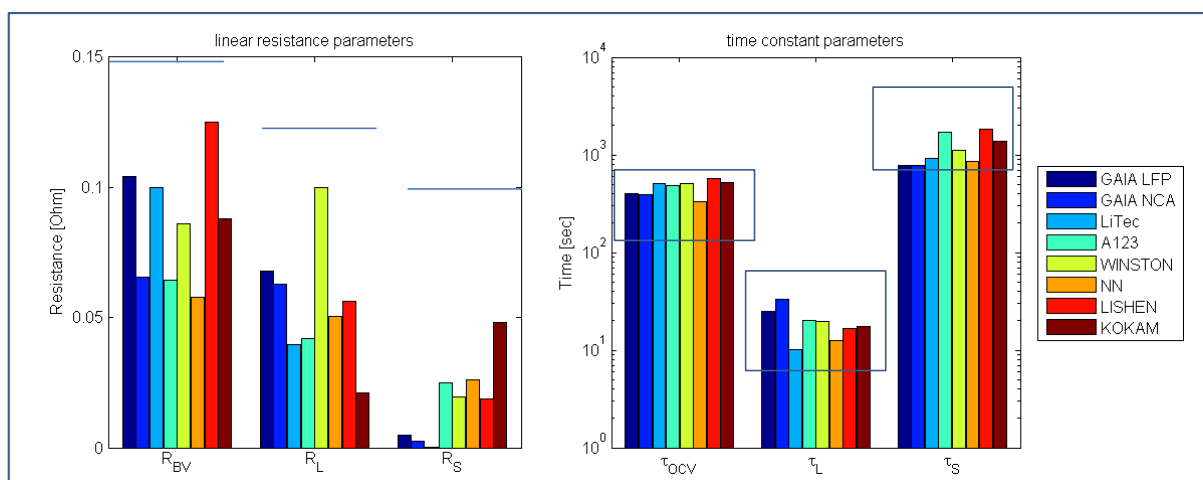 linear resistance parameters
0.15
0.1
0.05
0
Resistance [Ohm]
R_BV
R_L
R_S
time constant parameters
10^4
10^3
10^2
10^1
10^0
Time [sec]
τ_OCV
τ_L
τ_S
GAIA LFP
GAIA NCA
LiTec
A123
WINSTON
NN
LISHEN
KOKAM